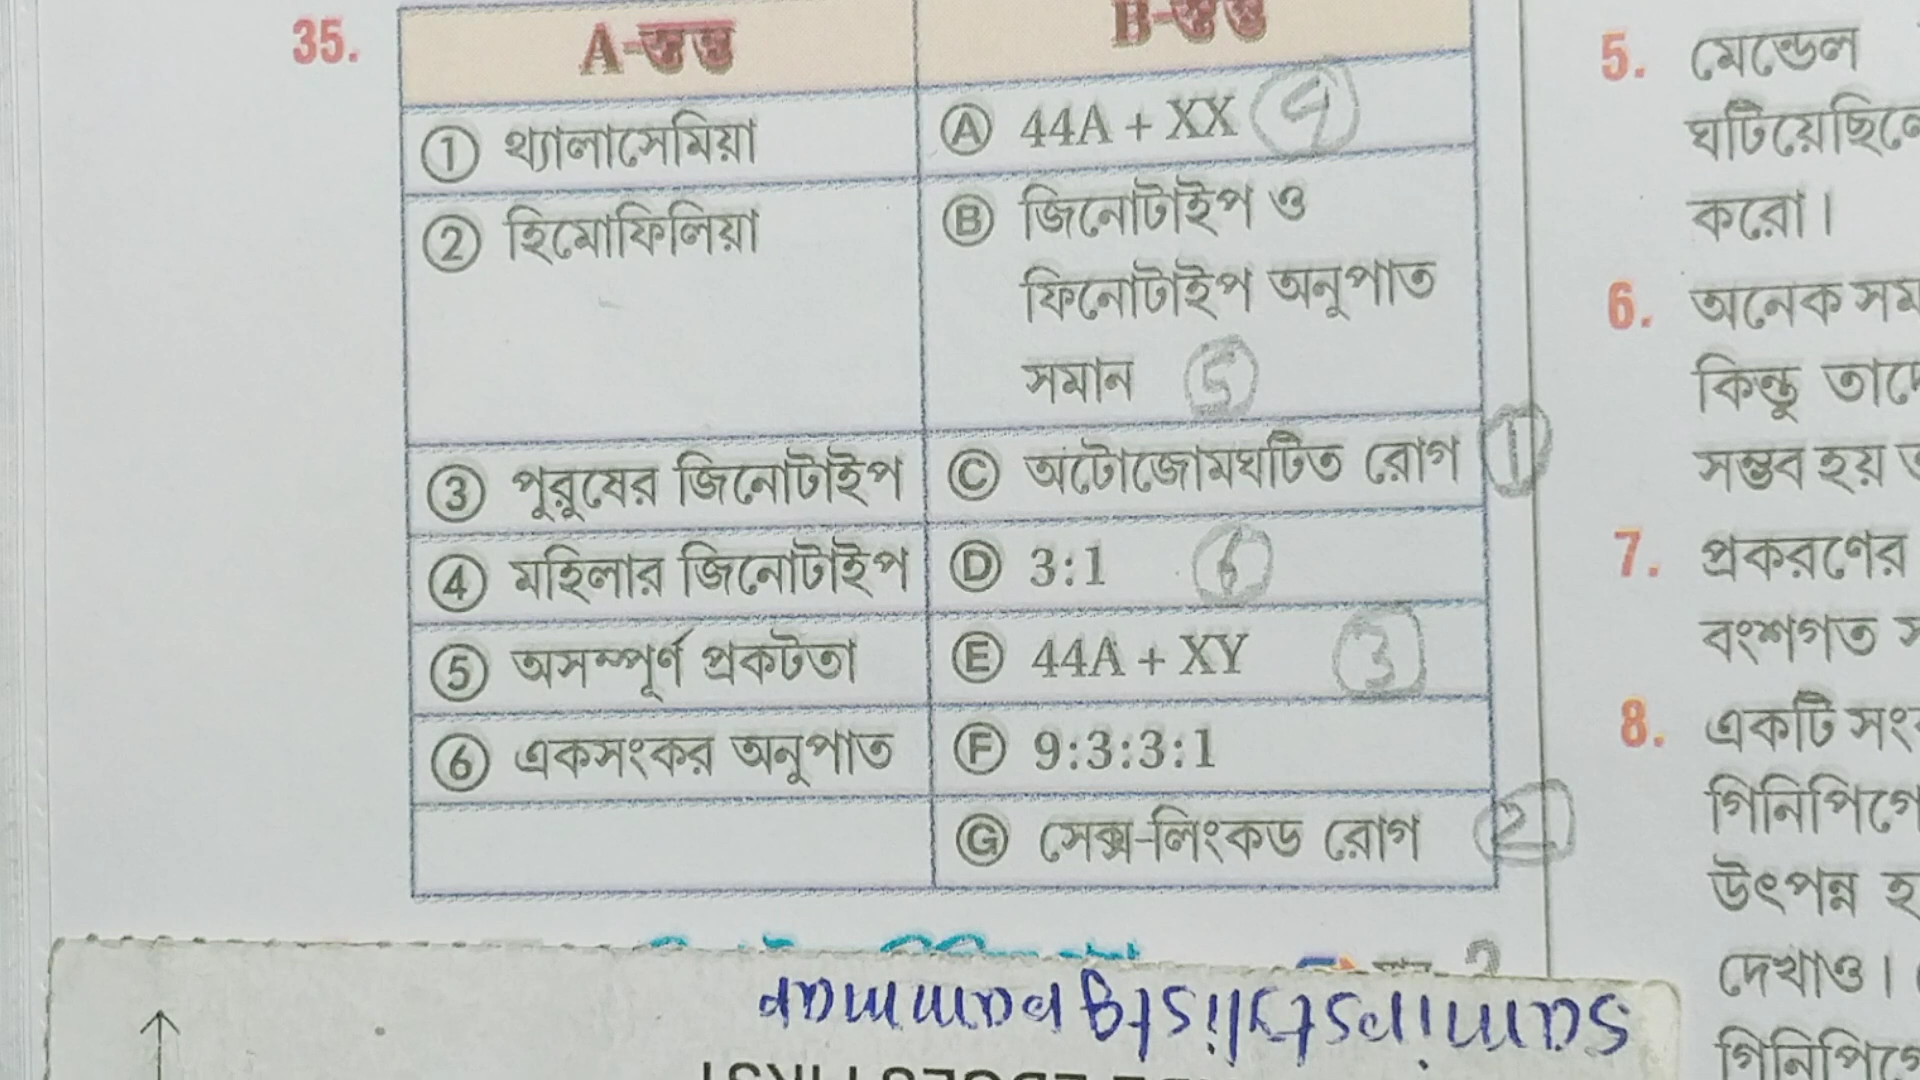 35.
A-স্তম্ভ B-স্তম্ভ
① থ্যালাসেমিয়া Ⓐ 44A + XX 4
② হিমোফিলিয়া Ⓑ জিনোটাইপ ও
ফিনোটাইপ অনুপাত
সমান 5
③ পুরুষের জিনোটাইপ Ⓒ অটোজোমঘটিত রোগ 1
④ মহিলার জিনোটাইপ Ⓓ 3:1 6
⑤ অসম্পূর্ণ প্রকটতা Ⓔ 44A + XY 3
⑥ একসংকর অনুপাত Ⓕ 9:3:3:1
Ⓖ সেক্স-লিংকড রোগ 2
5. মেন্ডেল
করো।
6. অনেক
কিন্তু
সম্ভব হয়
7. প্রকরণের
বংশগত
8. একটি
উৎপন্ন
দেখাও।